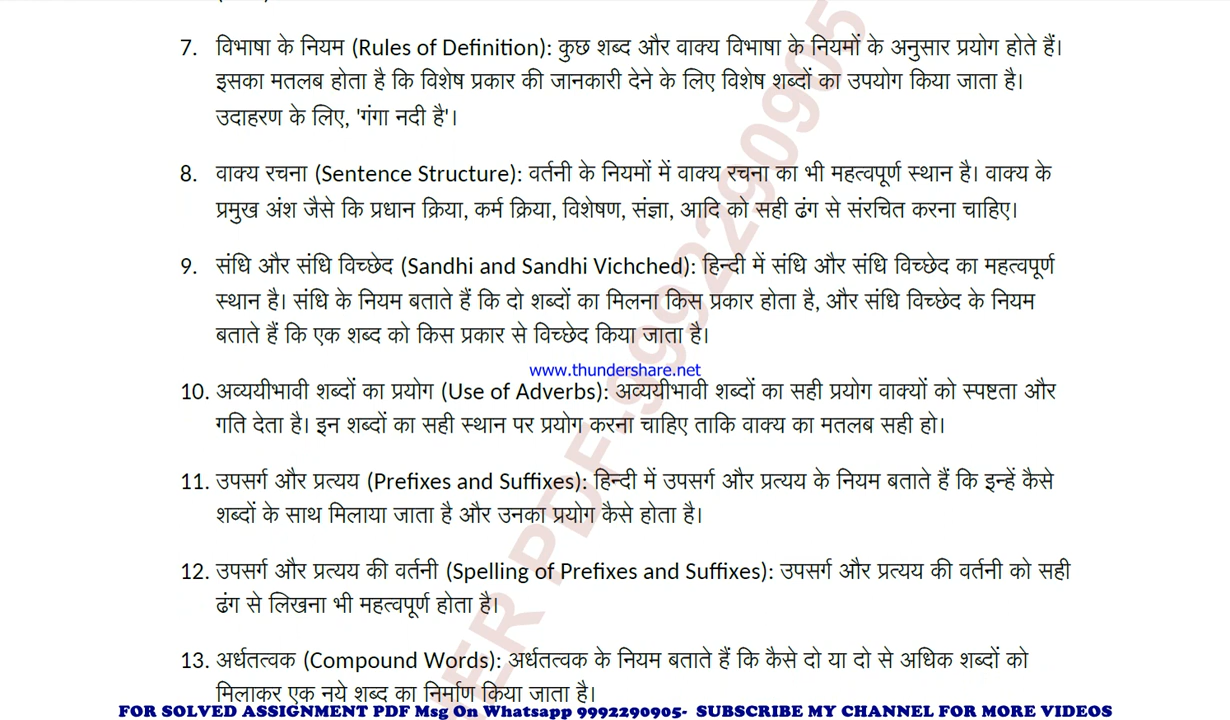 7. विभाषा के नियम (Rules of Definition): कुछ शब्द और वाक्य विभाषा के नियमों के अनुसार प्रयोग होते हैं।
इसका मतलब होता है कि विशेष प्रकार की जानकारी देने के लिए विशेष शब्दों का उपयोग किया जाता है।
उदाहरण के लिए, 'गंगा नदी है'।
8. वाक्य रचना (Sentence Structure): वर्तनी के नियमों में वाक्य रचना का भी महत्वपूर्ण स्थान है। वाक्य के
प्रमुख अंश जैसे कि प्रधान क्रिया, कर्म क्रिया, विशेषण, संज्ञा, आदि को सही ढंग से संरचित करना चाहिए।
9. संधि और संधि विच्छेद (Sandhi and Sandhi Vichched): हिन्दी में संधि और संधि विच्छेद का महत्वपूर्ण
स्थान है। संधि के नियम बताते हैं कि दो शब्दों का मिलना किस प्रकार होता है, और संधि विच्छेद के नियम
बताते हैं कि एक शब्द को किस प्रकार से विच्छेद किया जाता है।
www.thundershare.net
10. अव्ययीभावी शब्दों का प्रयोग (Use of Adverbs): अव्ययीभावी शब्दों का सही प्रयोग वाक्यों को स्पष्टता और
गति देता है। इन शब्दों का सही स्थान पर प्रयोग करना चाहिए ताकि वाक्य का मतलब सही हो।
11. उपसर्ग और प्रत्यय (Prefixes and Suffixes): हिन्दी में उपसर्ग और प्रत्यय के नियम बताते हैं कि इन्हें कैसे
शब्दों के साथ मिलाया जाता है और उनका प्रयोग कैसे होता है।
12. उपसर्ग और प्रत्यय की वर्तनी (Spelling of Prefixes and Suffixes): उपसर्ग और प्रत्यय की वर्तनी को सही
ढंग से लिखना भी महत्वपूर्ण होता है।
13. अर्धतत्वक (Compound Words): अर्धतत्वक के नियम बताते हैं कि कैसे दो या दो से अधिक शब्दों को
मिलाकर एक नये शब्द का निर्माण किया जाता है।
FOR SOLVED ASSIGNMENT PDF Msg On Whatsapp 9992290905- SUBSCRIBE MY CHANNEL FOR MORE VIDEOS
PDF-9992290905